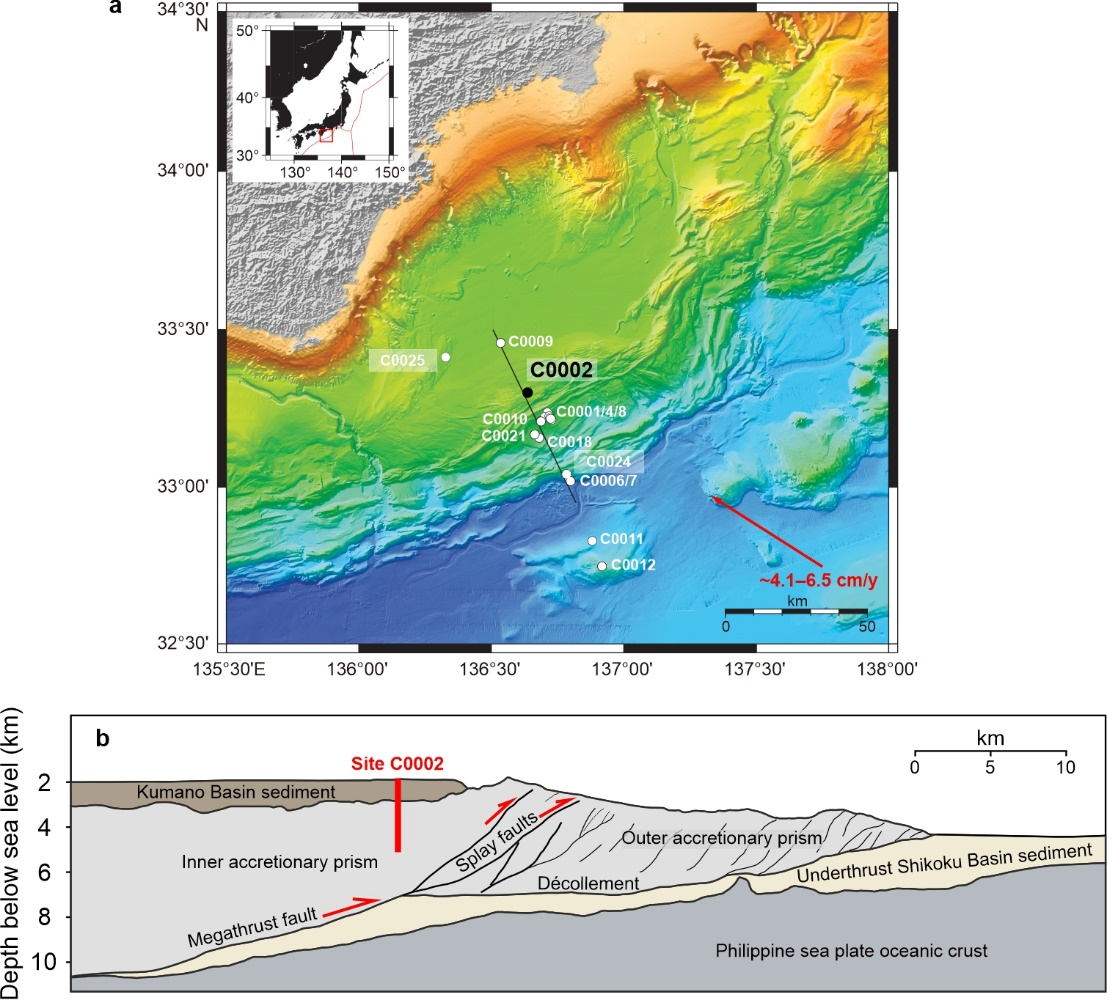 a
34°30'
N
50°
40°
30°
130°
140°
150°
34°00'
33°30'
33°00'
32°30'
C0009
C0025
C0002
C0001/4/8
C0010
C0021
C0018
C0024
C0006/7
C0011
C0012
~4.1–6.5 cm/y
km
0
50
135°30'E
136°00'
136°30'
137°00'
137°30'
138°00'
b
Depth below sea level (km)
2
4
6
8
10
Site C0002
km
0
5
10
Kumano Basin sediment
Inner accretionary prism
Splay faults
Outer accretionary prism
Décollement
Underthrust Shikoku Basin sediment
Megathrust fault
Philippine sea plate oceanic crust